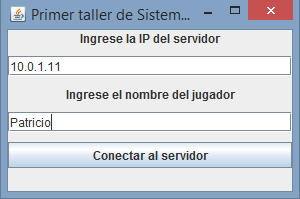 Primer taller de Sistem...
Ingrese la IP del servidor
10.0.1.11
Ingrese el nombre del jugador
Patricio
Conectar al servidor